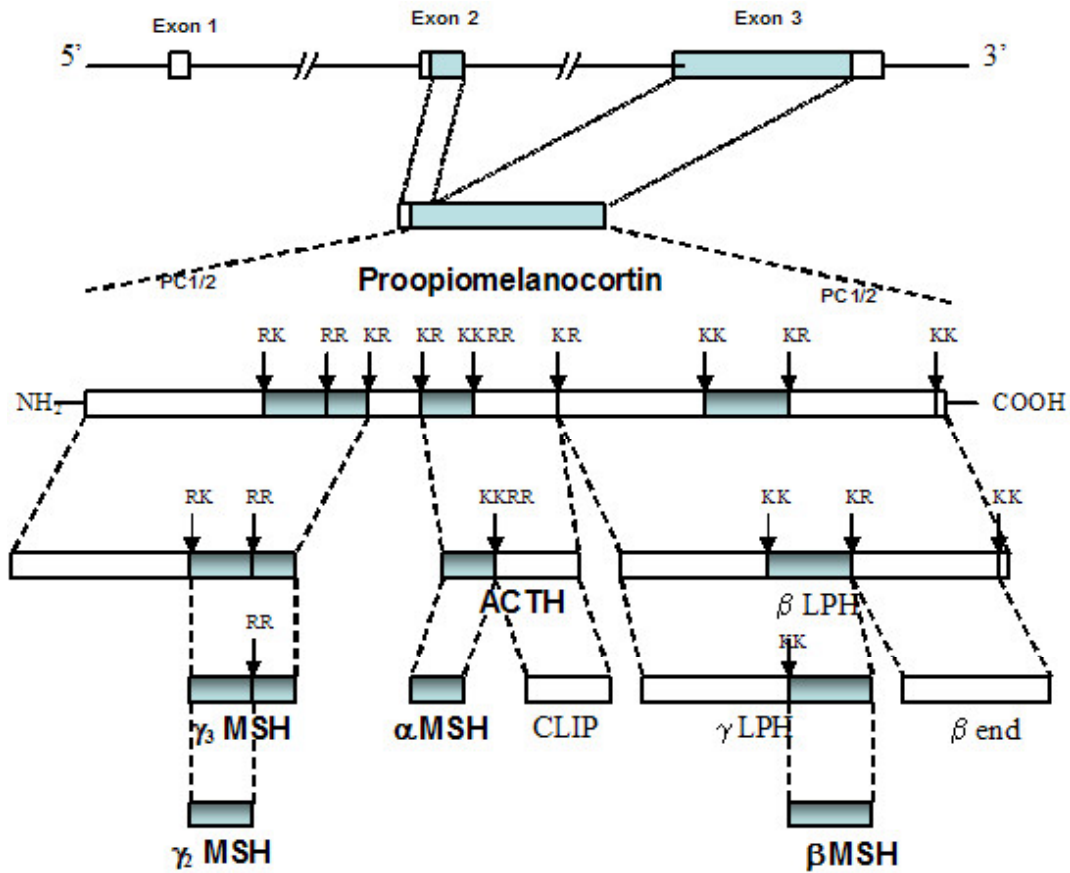 Exon 1 Exon 2 Exon 3
5’ 3’
Proopiomelanocortin
PC1/2 PC1/2
RK RR KR KR KKRR KR KK KR KK
NH₂ COOH
RK RR KKRR KK KR KK
ACTH β LPH
RR KK
γ₃ MSH αMSH CLIP γ LPH β end
γ₂ MSH βMSH